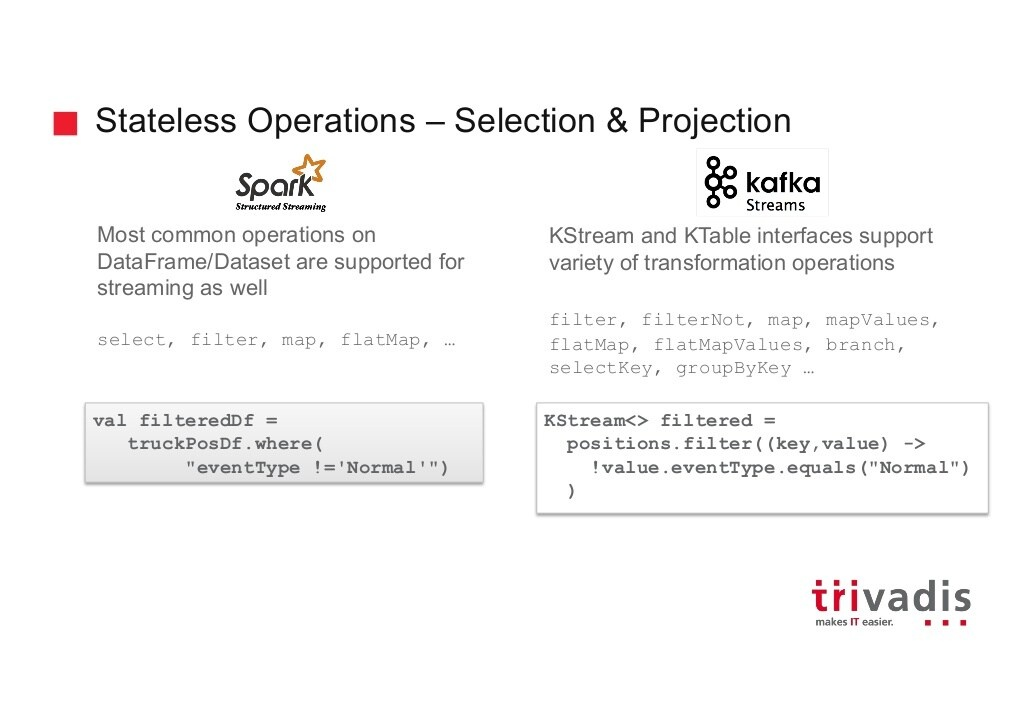 Stateless Operations – Selection & Projection
Spark
Structured Streaming
Most common operations on
DataFrame/Dataset are supported for
streaming as well
select, filter, map, flatMap, …
val filteredDf =
truckPosDf.where(
"eventType !='Normal'")
kafka
Streams
KStream and KTable interfaces support
variety of transformation operations
filter, filterNot, map, mapValues,
flatMap, flatMapValues, branch,
selectKey, groupByKey …
KStream<> filtered =
positions.filter((key,value) ->
!value.eventType.equals("Normal")
)
trivadis
makes IT easier.